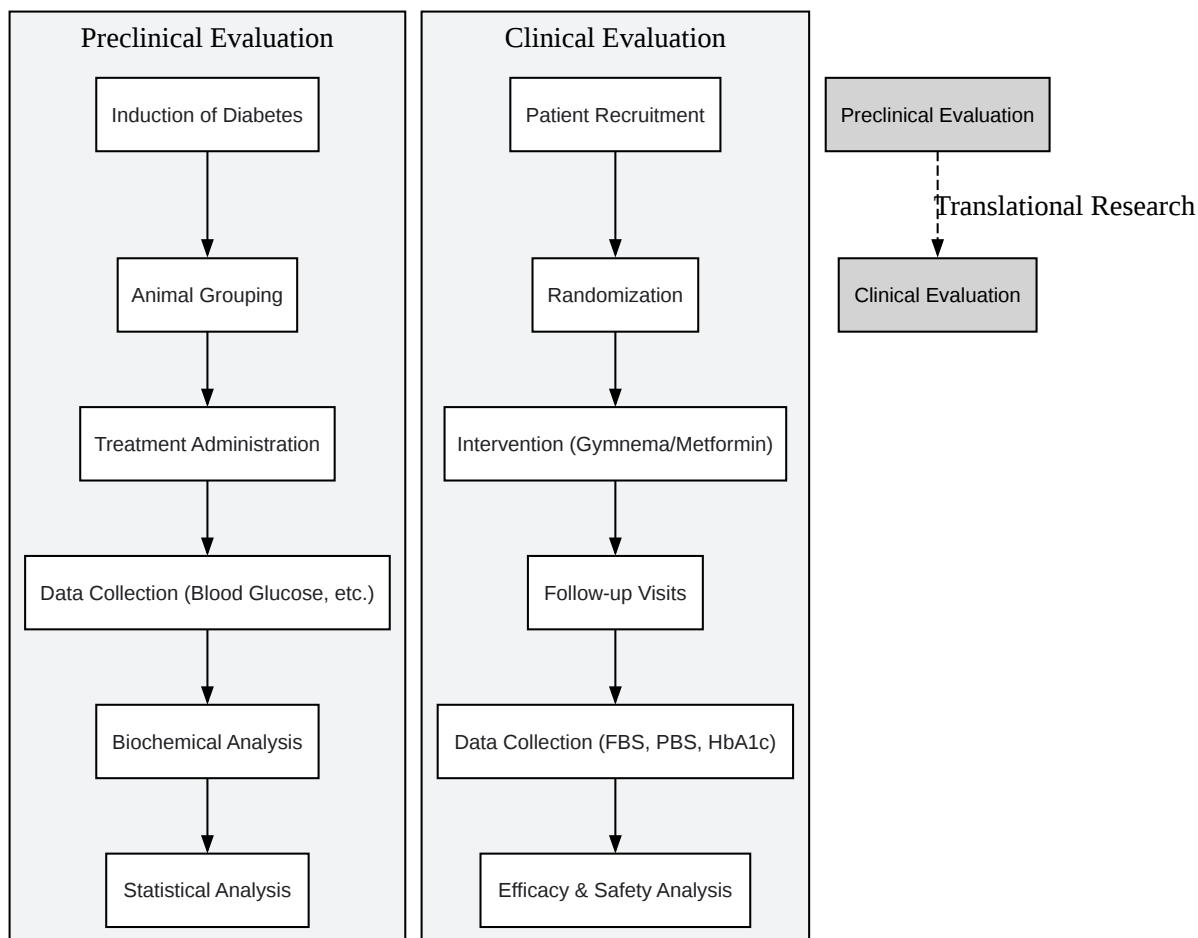 Preclinical Evaluation
Induction of Diabetes
Animal Grouping
Treatment Administration
Data Collection (Blood Glucose, etc.)
Biochemical Analysis
Statistical Analysis
Clinical Evaluation
Patient Recruitment
Randomization
Intervention (Gymnema/Metformin)
Follow-up Visits
Data Collection (FBS, PBS, HbA1c)
Efficacy & Safety Analysis
Preclinical Evaluation
Translational Research
Clinical Evaluation